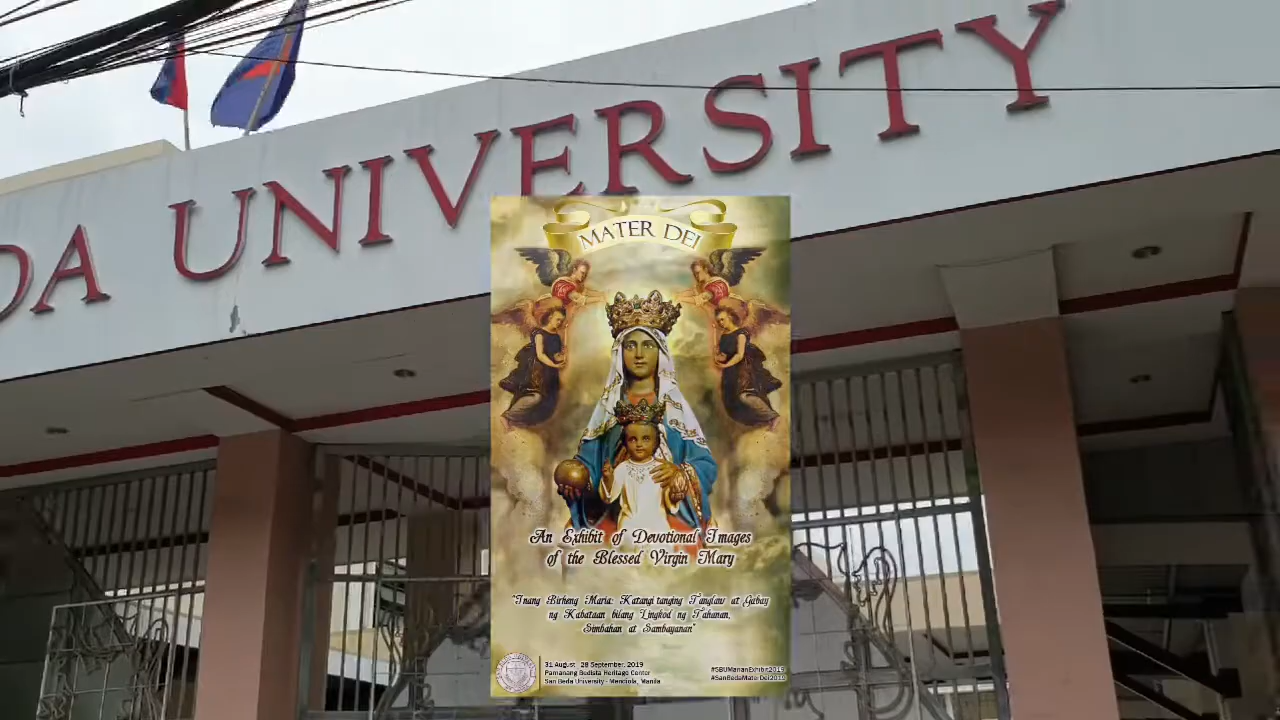 DA UNIVERSITY
MATER DEI
An Exhibit of Devotional Images
of the Blessed Virgin Mary
"Inang Birheng Maria: Katangi tanging Tanglaw at Gabay
ng Kabataan bilang Lingkod ng Tahanan,
Simbahan at Sambayanan"
31 August 28 September, 2019
Pamanang Bedista Heritage Center
San Beda University - Mendiola, Manila
#SBUMarianExhibit2019
#SanBedaMaterDei2019